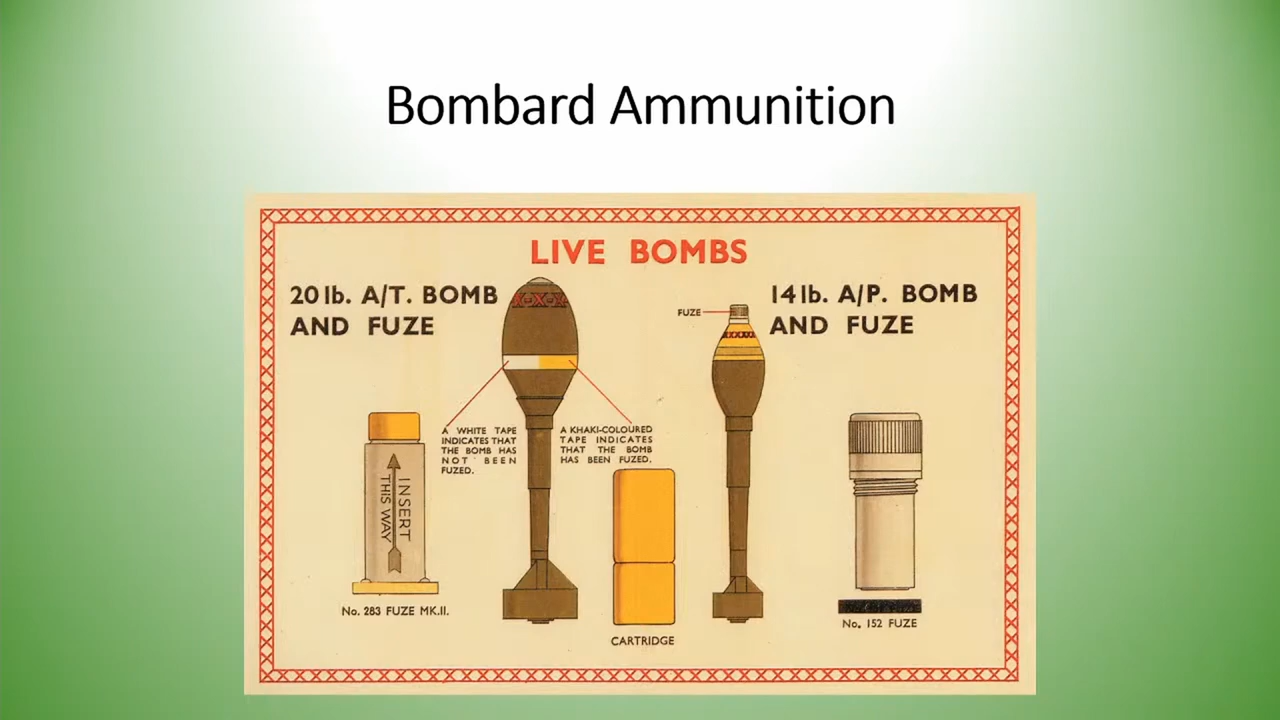 Bombard Ammunition
LIVE BOMBS
20 lb. A/T. BOMB
AND FUZE
X-X-X
FUZE
14 lb. A/P. BOMB
AND FUZE
A WHITE TAPE
INDICATES THAT
THE BOMB HAS
NOT BEEN
FUZED.
A KHAKI-COLOURED
TAPE INDICATES
THAT THE BOMB
HAS BEEN FUZED.
INSERT
THIS WAY
No. 283 FUZE MK.II.
CARTRIDGE
No. 152 FUZE